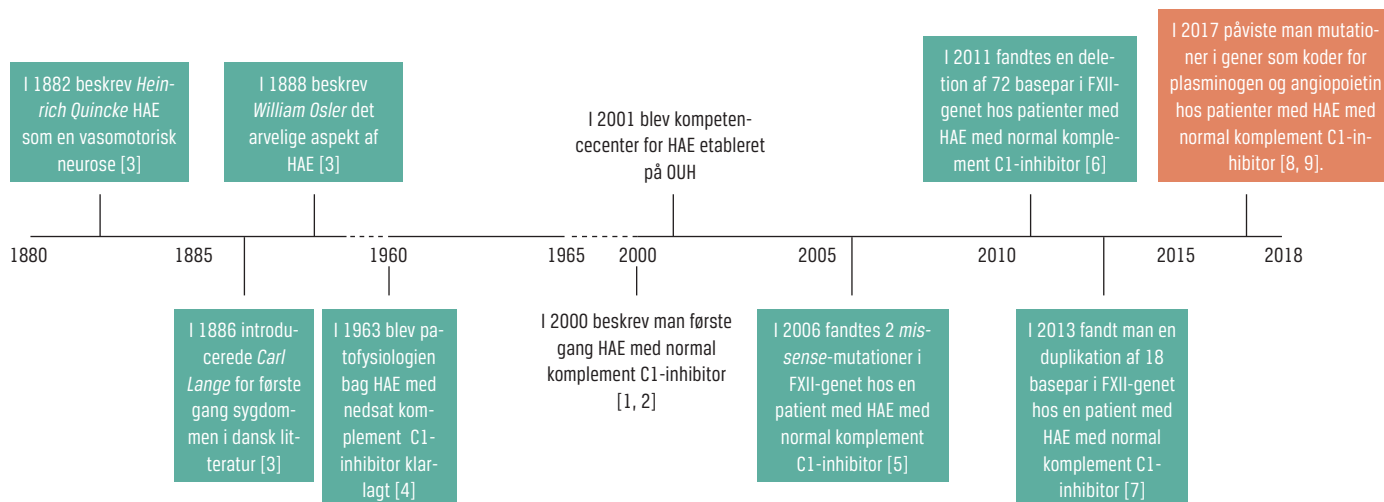 I 1882 beskrev Hein-
rich Quincke HAE
som en vasomotorisk
neurose [3]
I 1888 beskrev
William Osler det
arvelige aspekt af
HAE [3]
I 2001 blev kompeten-
cecenter for HAE etableret
på OUH
I 2011 fandtes en dele-
tion af 72 basepar i FXII-
genet hos patienter med
HAE med normal komple-
ment C1-inhibitor [6]
I 2017 påviste man mutatio-
ner i gener som koder for
plasminogen og angiopoietin
hos patienter med HAE med
normal komplement C1-in-
hibitor [8, 9].
1880
1885
1960
1965
2000
2005
2010
2015
2018
I 1886 introdu-
cerede Carl
Lange for første
gang sygdom-
men i dansk lit-
teratur [3]
I 1963 blev pa-
tofysiologien
bag HAE med
nedsat kom-
plement C1-
inhibitor klar-
lagt [4]
I 2000 beskrev man første
gang HAE med normal
komplement C1-inhibitor
[1, 2]
I 2006 fandtes 2 mis-
sense-mutationer i
FXII-genet hos en
patient med HAE med
normal komplement
C1-inhibitor [5]
I 2013 fandt man en
duplikation af 18
basepar i FXII-genet
hos en patient med
HAE med normal
komplement C1-
inhibitor [7]